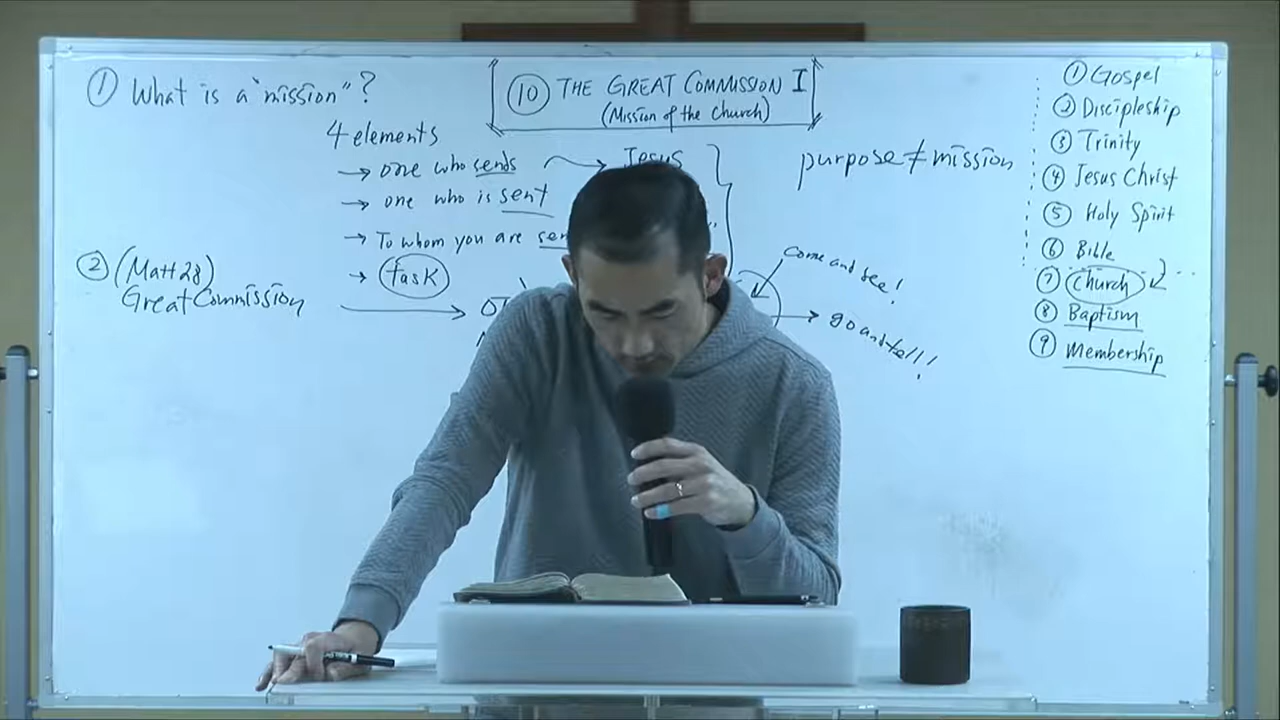 ① What is a "mission"?
⑩ THE GREAT COMMISSION I
(Mission of the Church)
4 elements
→ one who sends → Jesus
→ one who is sent
→ To whom you are
→ task
② (Matt 28)
Great Commission →
purpose ≠ mission
come and see!
→ go and tell!!
① Gospel
② Discipleship
③ Trinity
④ Jesus Christ
⑤ Holy Spirit
⑥ Bible
⑦ Church
⑧ Baptism
⑨ Membership